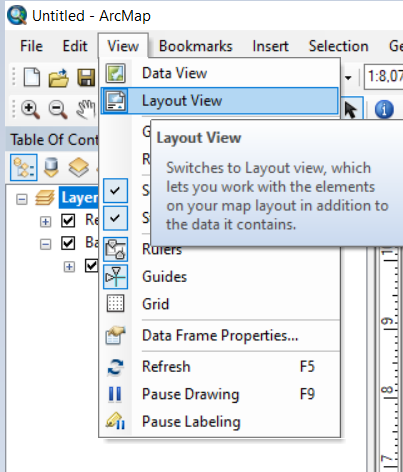 Untitled - ArcMap
File Edit View Bookmarks Insert Selection Ge
1:8,07
Data View
Layout View
Table Of Cont
Layout View
Switches to Layout view, which
lets you work with the elements
on your map layout in addition to
the data it contains.
Layer
Re
Ba
G
R
S
S
Rulers
Guides
Grid
Data Frame Properties...
Refresh F5
Pause Drawing F9
Pause Labeling
10
9
8
7